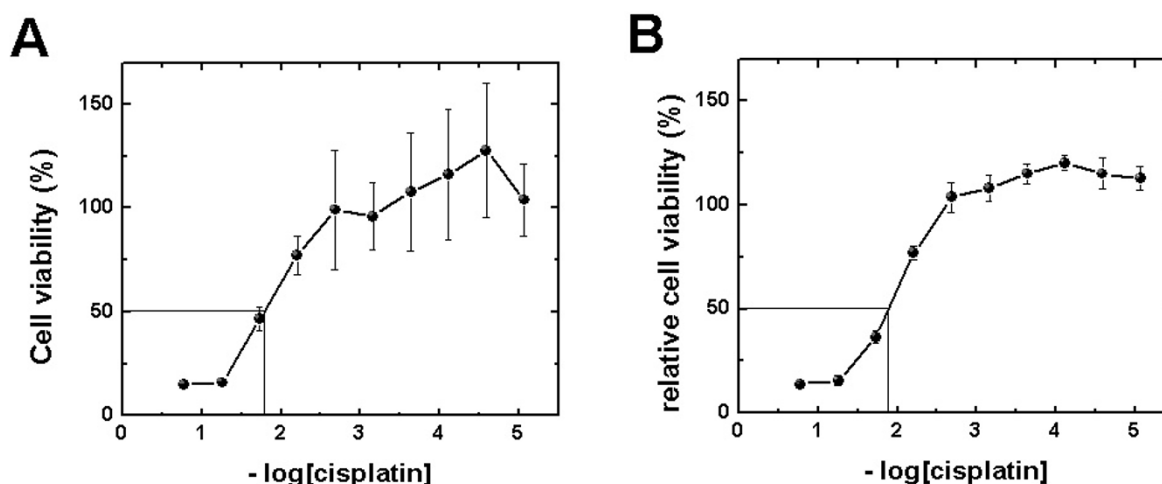 A
Cell viability (%)
150
100
50
0
0 1 2 3 4 5
- log[cisplatin]
B
relative cell viability (%)
150
100
50
0
0 1 2 3 4 5
- log[cisplatin]